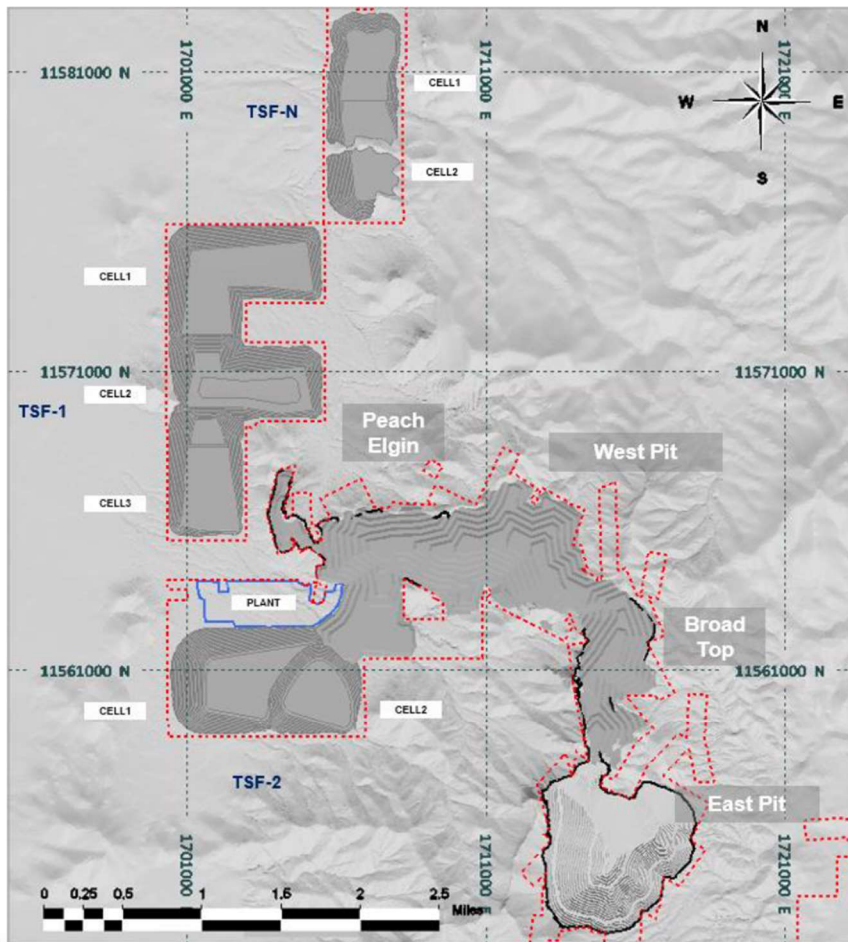 N
W
E
S
1701000
E
1711000
E
1721000
E
11581000 N
11581000 N
TSF-N
CELL1
CELL2
CELL1
11571000 N
11571000 N
CELL2
TSF-1
Peach
Elgin
West Pit
CELL3
PLANT
Broad
Top
11561000 N
11561000 N
CELL1
CELL2
TSF-2
East Pit
1701000
E
1711000
E
1721000
E
0 0.25 0.5 1 1.5 2 2.5
Miles